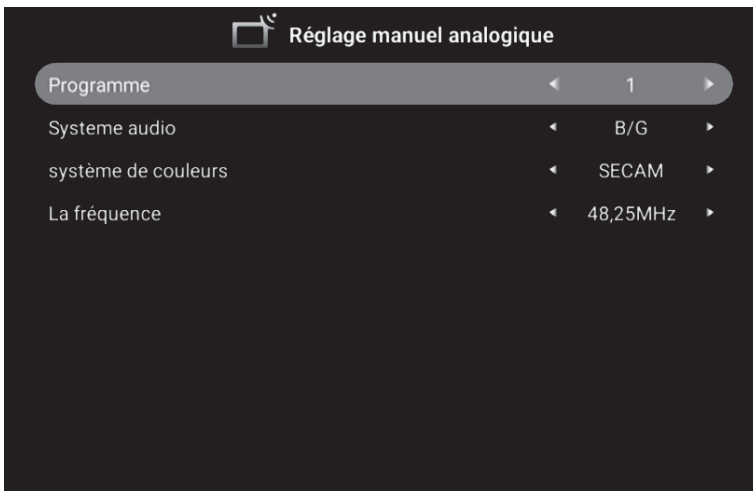 Réglage manuel analogique
Programme 1
Systeme audio B/G
système de couleurs SECAM
La fréquence 48,25MHz